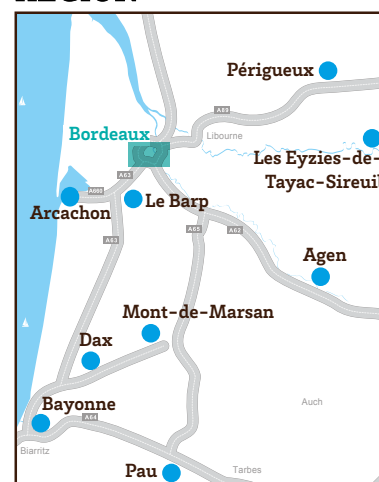 RÉGION
Périgueux
A89
Bordeaux
Libourne
Les Eyzies-de-
Tayac-Sireuil
A63
A660
Le Barp
Arcachon
A65
A62
A63
Agen
Mont-de-Marsan
Dax
Auch
Bayonne
A64
Biarritz
Pau
Tarbes